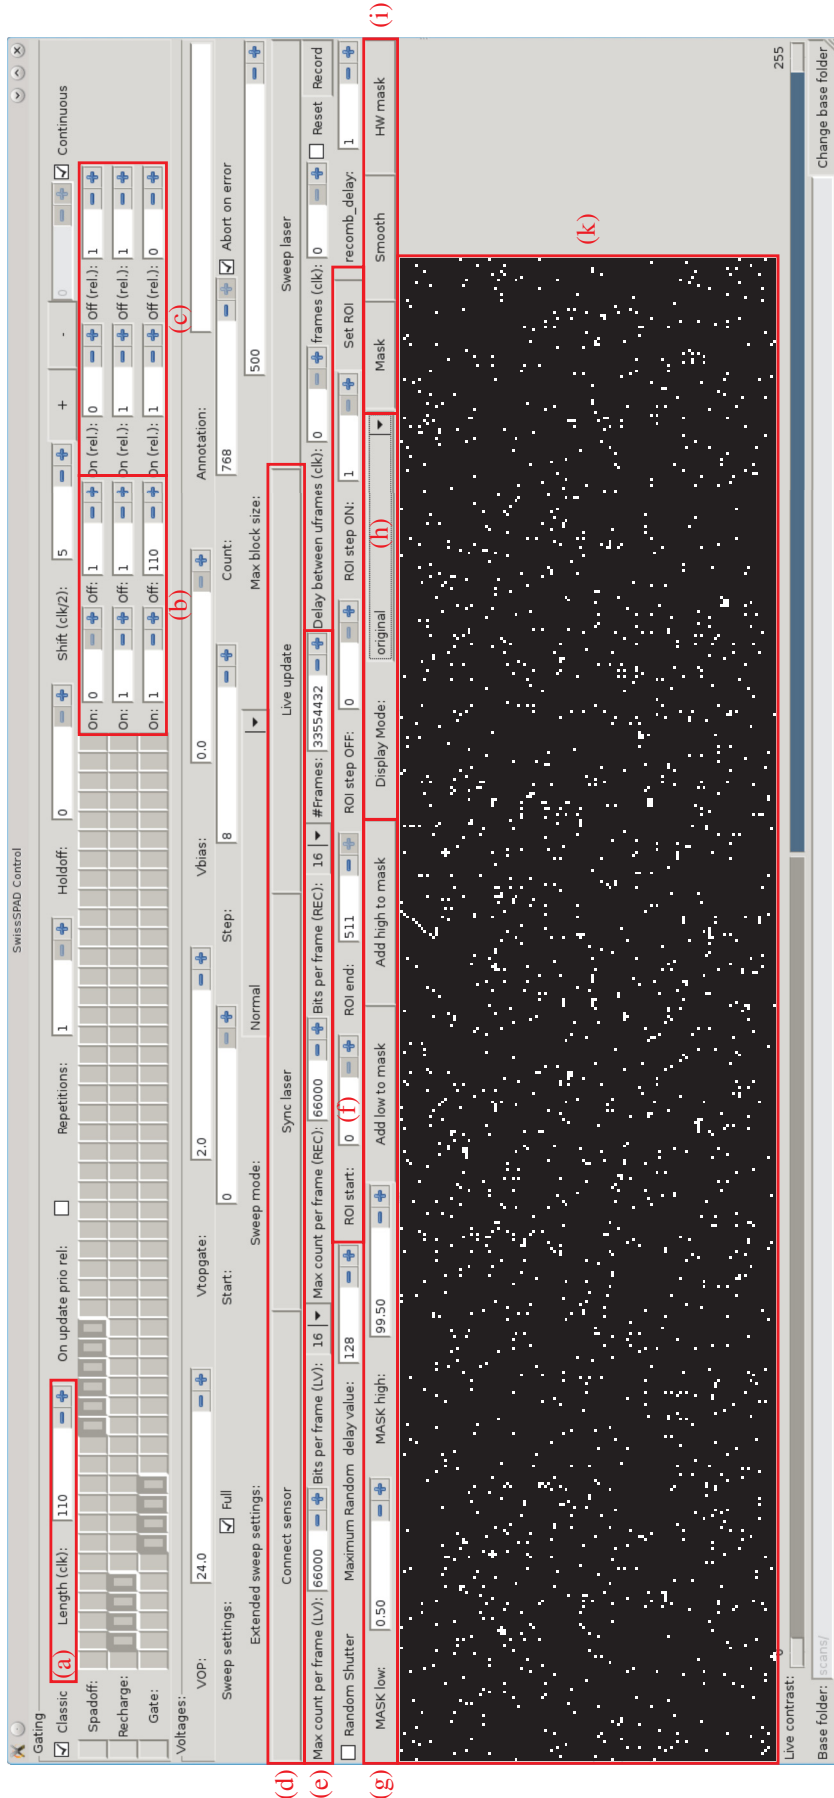 SwissSPAD Control
Gating
Classic (a) Length (clk): 110 On update prio rel: Repetitions: 1 Holdoff: 0 Shift (clk/2): 5 + - 0 Continuous
Spadoff: On: 0 Off: 1 On (rel.): 0 Off (rel.): 1
Recharge: On: 1 Off: 1 On (rel.): 1 Off (rel.): 1
Gate: On: 1 Off: 110 On (rel.): 1 Off (rel.): 0
(b) (c)
Voltages:
VOP: 24.0 Vtopgate: 2.0 Vbias: 0.0 Annotation:
Sweep settings: Full Start: 0 Step: 8 Count: 768 Abort on error
Extended sweep settings: Sweep mode: Normal Max block size: 500
(d) Connect sensor Sync laser Live update Sweep laser
(e) Max count per frame (LV): 66000 Bits per frame (LV): 16 Max count per frame (REC): 66000 Bits per frame (REC): 16 #Frames: 33554432 Delay between uframes (clk): 0 frames (clk): 0 Reset Record
Random Shutter Maximum Random delay value: 128 ROI start: 0 (f) ROI end: 511 ROI step OFF: 0 ROI step ON: 1 Set ROI recomb_delay: 1
(g) MASK low: 0.50 MASK high: 99.50 Add low to mask Add high to mask Display Mode: original (h) Mask Smooth HW mask (i)
(k)
Live contrast: 255
Base folder: scans/ Change base folder